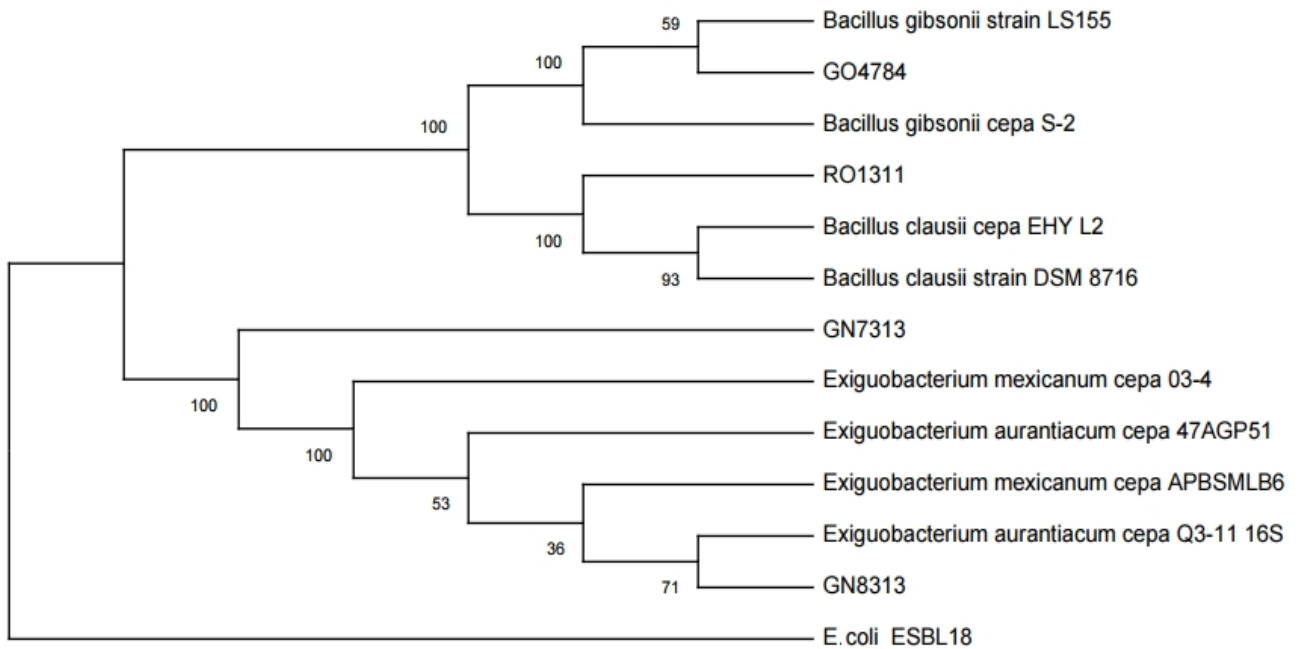 59
Bacillus gibsonii strain LS155
GO4784
100
Bacillus gibsonii cepa S-2
100
RO1311
Bacillus clausii cepa EHY L2
100
93
Bacillus clausii strain DSM 8716
GN7313
Exiguobacterium mexicanum cepa 03-4
100
Exiguobacterium aurantiacum cepa 47AGP51
100
Exiguobacterium mexicanum cepa APBSMLB6
53
Exiguobacterium aurantiacum cepa Q3-11 16S
36
71
GN8313
E. coli ESBL18